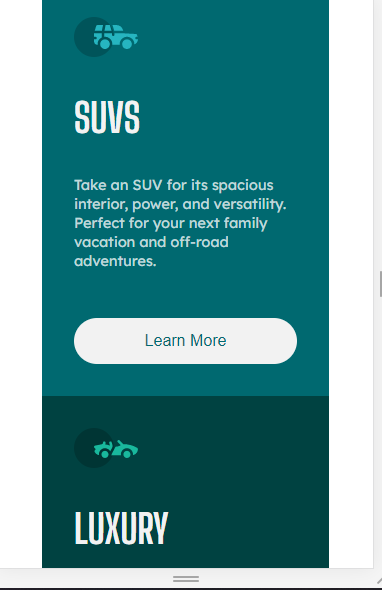 SUVS
Take an SUV for its spacious
interior, power, and versatility.
Perfect for your next family
vacation and off-road
adventures.
Learn More
LUXURY